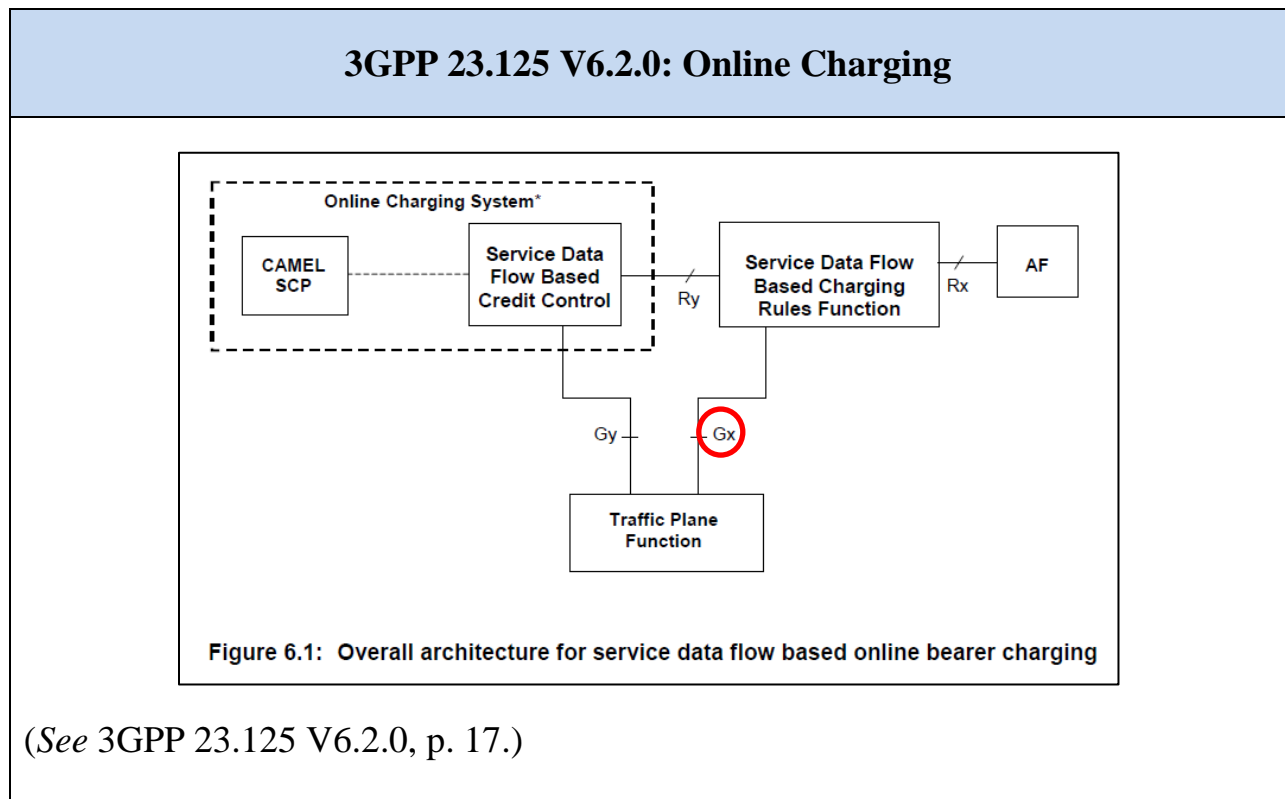 3GPP 23.125 V6.2.0: Online Charging
Online Charging System*
CAMEL
SCP
Service Data
Flow Based
Credit Control
Ry
Service Data Flow
Based Charging
Rules Function
Rx
AF
Gy
Gx
Traffic Plane
Function
Figure 6.1: Overall architecture for service data flow based online bearer charging
(See 3GPP 23.125 V6.2.0, p. 17.)